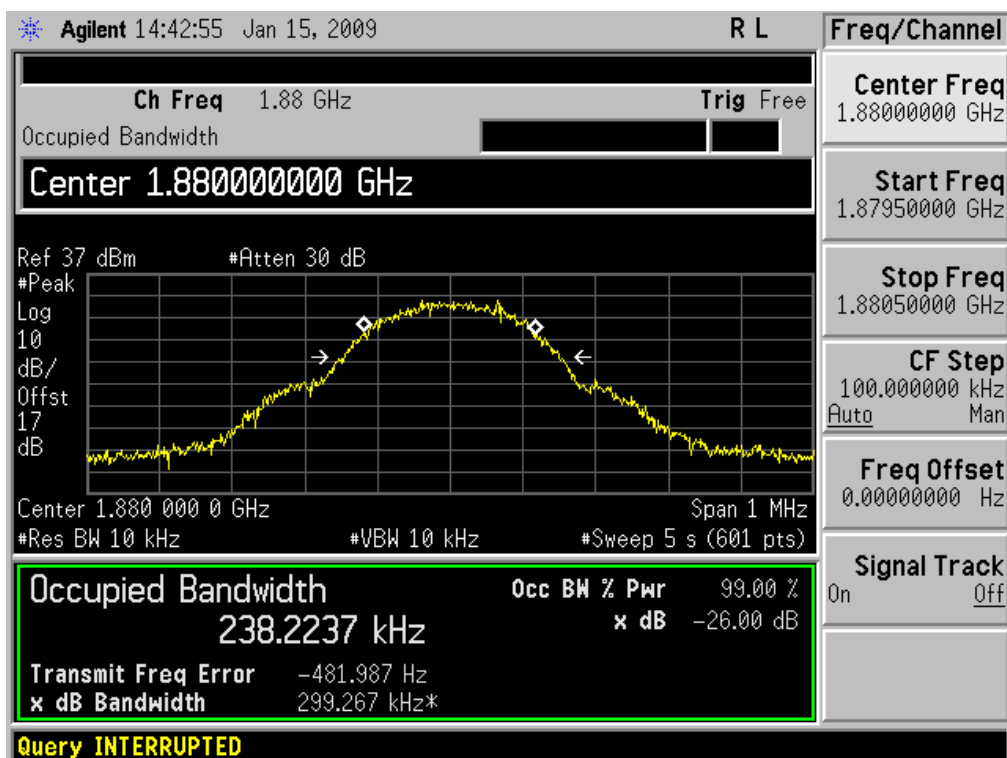 Agilent 14:42:55 Jan 15, 2009 R L
Ch Freq 1.88 GHz Trig Free
Occupied Bandwidth
Center 1.880000000 GHz
Ref 37 dBm #Atten 30 dB
#Peak
Log
10
dB/
Offst
17
dB
Center 1.880 000 0 GHz Span 1 MHz
#Res BW 10 kHz #VBW 10 kHz #Sweep 5 s (601 pts)
Occupied Bandwidth Occ BW % Pwr 99.00 %
238.2237 kHz x dB -26.00 dB
Transmit Freq Error -481.987 Hz
x dB Bandwidth 299.267 kHz*
Query INTERRUPTED
Freq/Channel
Center Freq
1.88000000 GHz
Start Freq
1.87950000 GHz
Stop Freq
1.88050000 GHz
CF Step
100.000000 kHz
Auto Man
Freq Offset
0.00000000 Hz
Signal Track
On Off